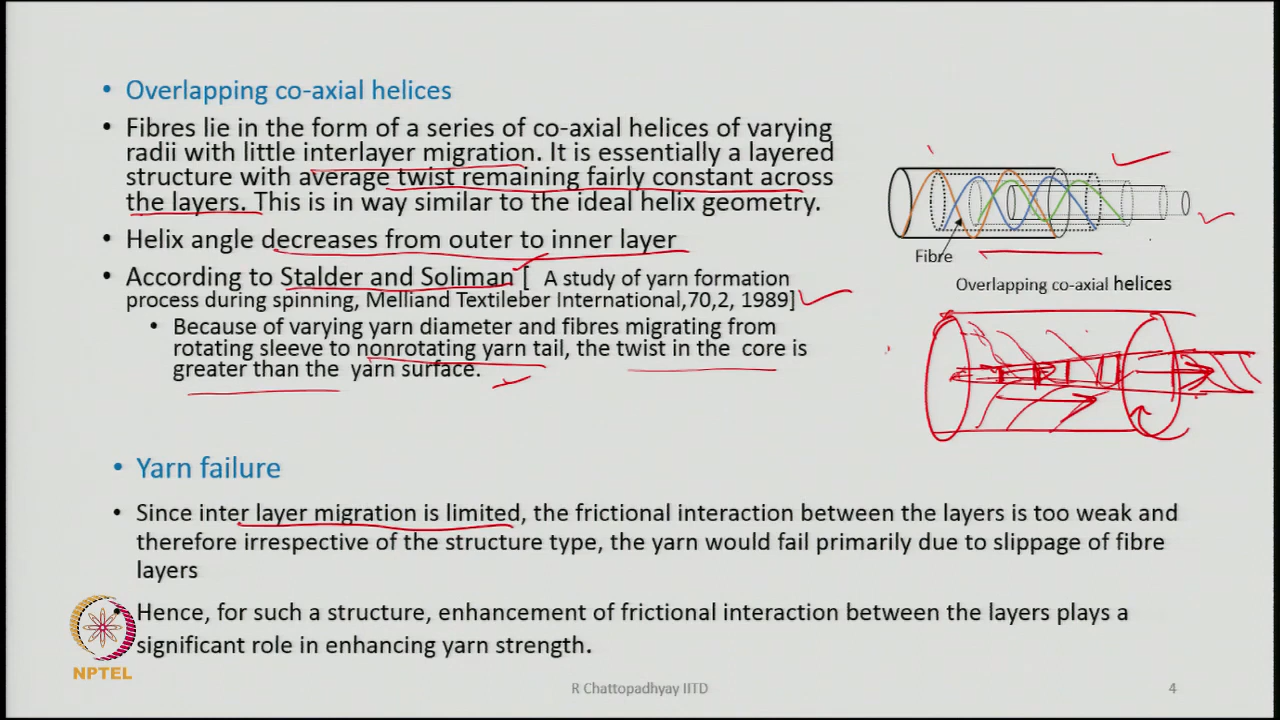 • Overlapping co-axial helices
• Fibres lie in the form of a series of co-axial helices of varying
radii with little interlayer migration. It is essentially a layered
structure with average twist remaining fairly constant across
the layers. This is in way similar to the ideal helix geometry.
• Helix angle decreases from outer to inner layer
• According to Stalder and Soliman [ A study of yarn formation
process during spinning, Melliand Textileber International,70,2, 1989]
• Because of varying yarn diameter and fibres migrating from
rotating sleeve to nonrotating yarn tail, the twist in the core is
greater than the yarn surface.
Fibre
Overlapping co-axial helices
• Yarn failure
• Since inter layer migration is limited, the frictional interaction between the layers is too weak and
therefore irrespective of the structure type, the yarn would fail primarily due to slippage of fibre
layers
• Hence, for such a structure, enhancement of frictional interaction between the layers plays a
significant role in enhancing yarn strength.
NPTEL
R Chattopadhyay IITD
4